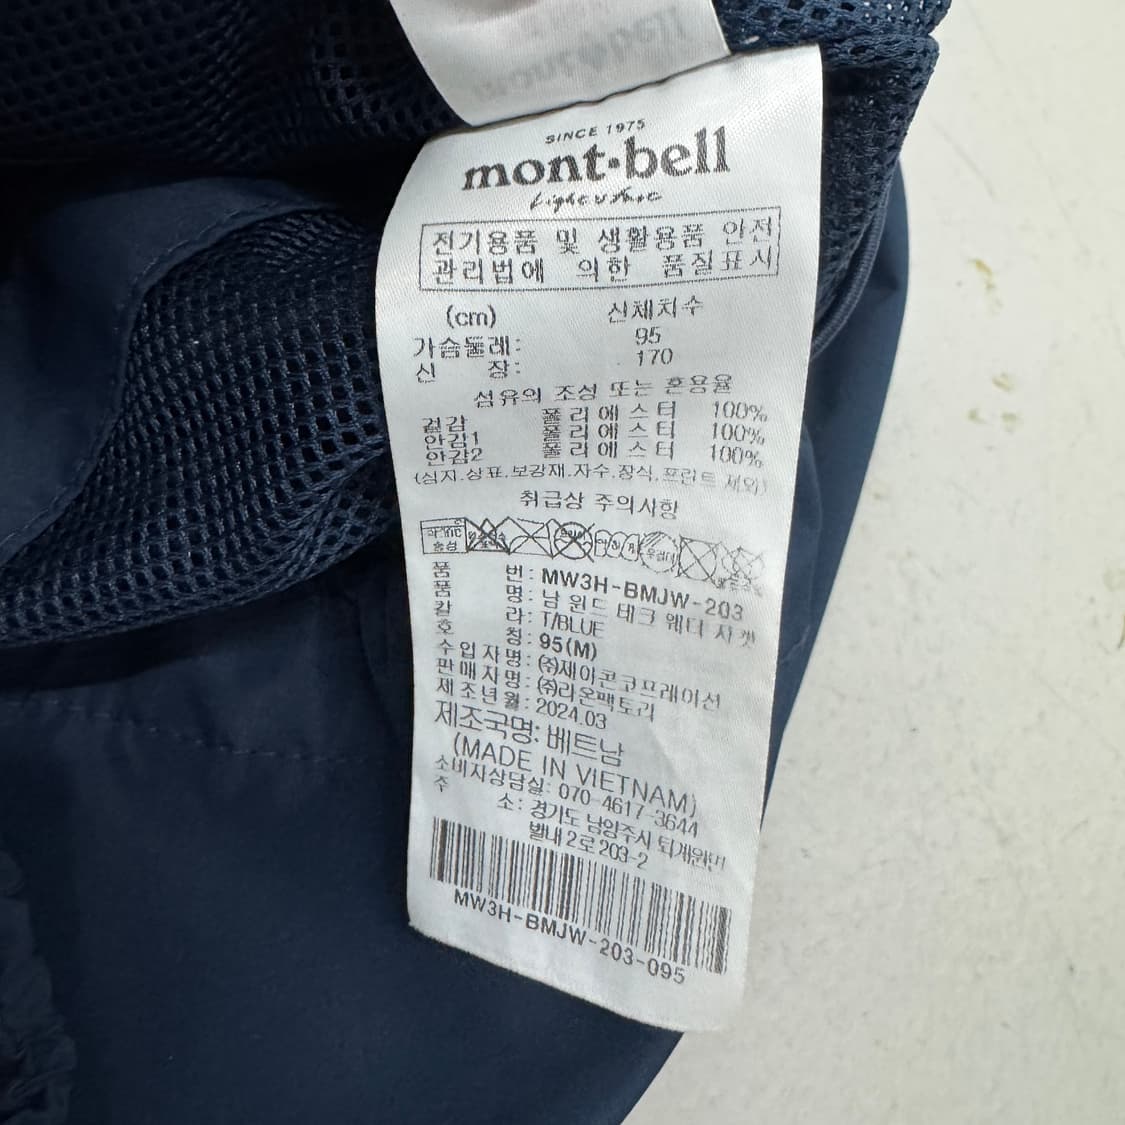 SINCE 1975
mont·bell
전기용품 및 생활용품 안전
관리법에 의한 품질표시
(cm) 신체치수
가슴둘레: 95
신 장: 170
섬유의 조성 또는 혼용율
겉감 폴리에스터 100%
안감1 폴리에스터 100%
안감2 폴리에스터 100%
(심지.상표.보강재.자수.장식.프린트 제외)
취급상 주의사항
품 번: MW3H-BMJW-203
품 명: 남 윈드 테크 웨더 자켓
칼 라: T/BLUE
호 칭: 95(M)
수입자명: ㈜제이콘코프레이션
판매자명: ㈜라온팩토리
제조년월: 2024.03
제조국명: 베트남
(MADE IN VIETNAM)
소비자상담실: 070-4617-3644
주 소: 경기도 남양주시 퇴계원면
별내2로 203-2
MW3H-BMJW-203-095